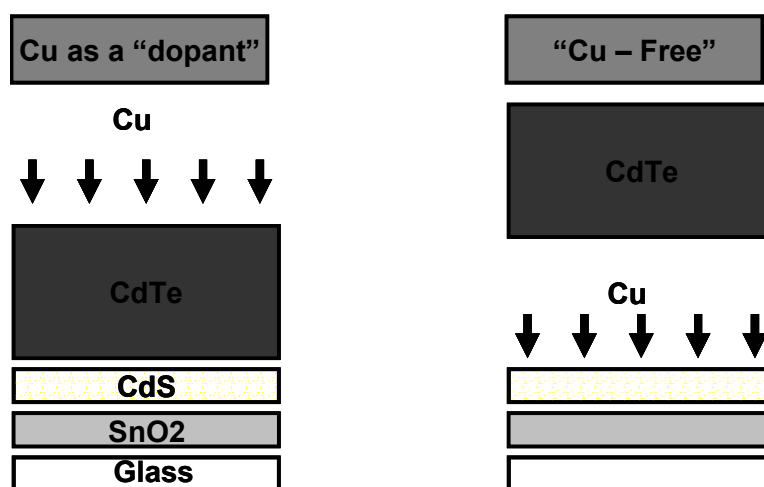 Cu as a “dopant”
“Cu – Free”
Cu
CdTe
CdTe
Cu
CdS
SnO2
Glass